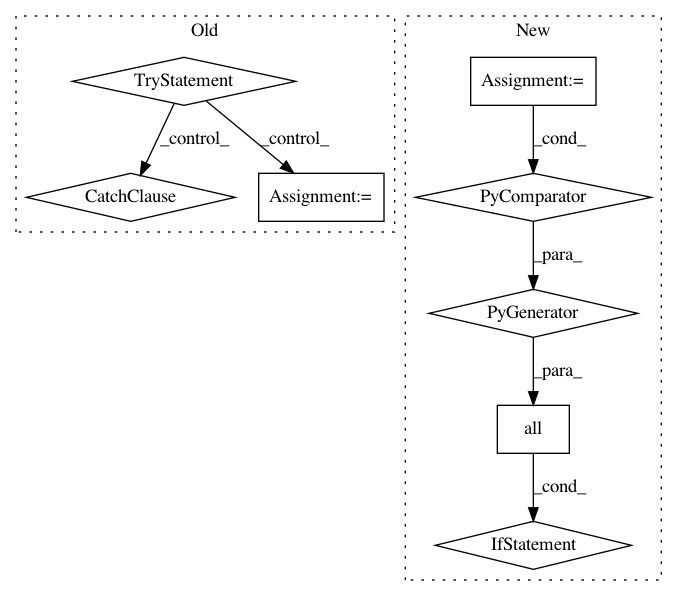 Old
New
TryStatement
Assignment:=
_control_
_control_
_cond_
CatchClause
Assignment:=
PyComparator
_para_
PyGenerator
_para_
all
_cond_
IfStatement